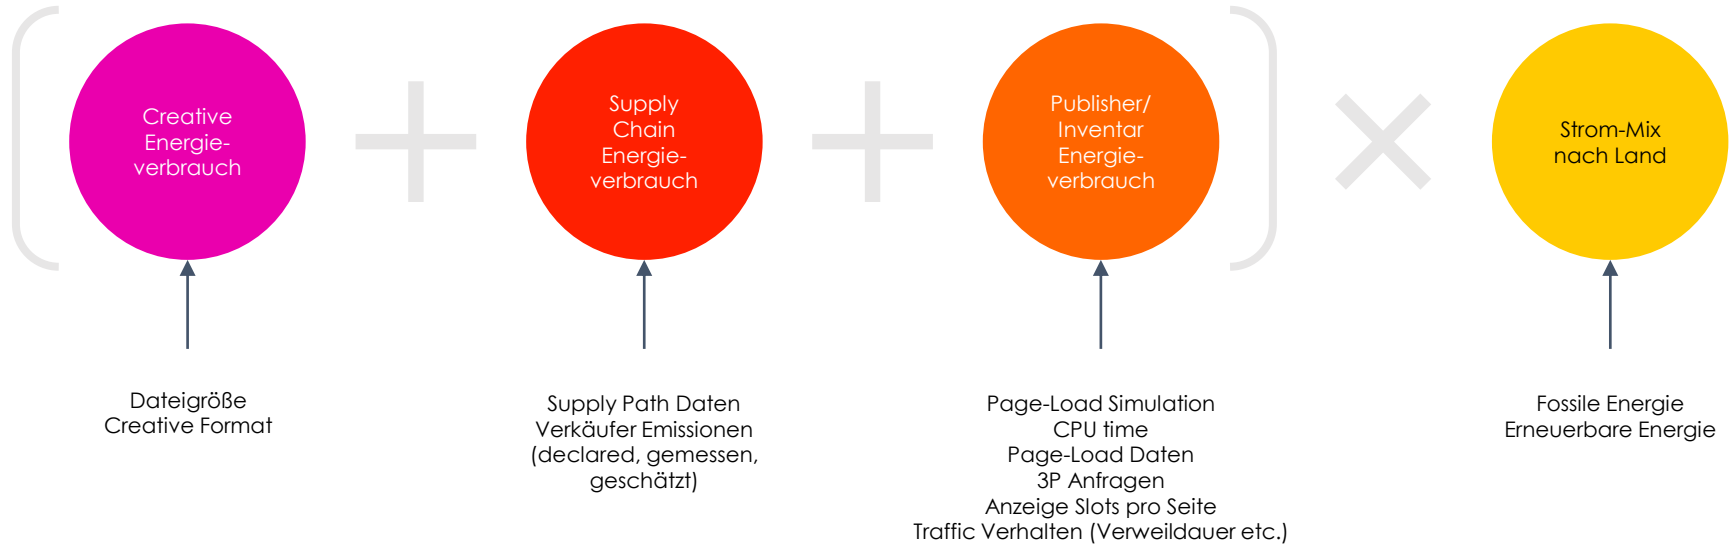 Creative
Energie-
verbrauch
Supply
Chain
Energie-
verbrauch
Publisher/
Inventar
Energie-
verbrauch
Strom-Mix
nach Land
Dateigröße
Creative Format
Supply Path Daten
Verkäufer Emissionen
(declared, gemessen,
geschätzt)
Page-Load Simulation
CPU time
Page-Load Daten
3P Anfragen
Anzeige Slots pro Seite
Traffic Verhalten (Verweildauer etc.)
Fossile Energie
Erneuerbare Energie